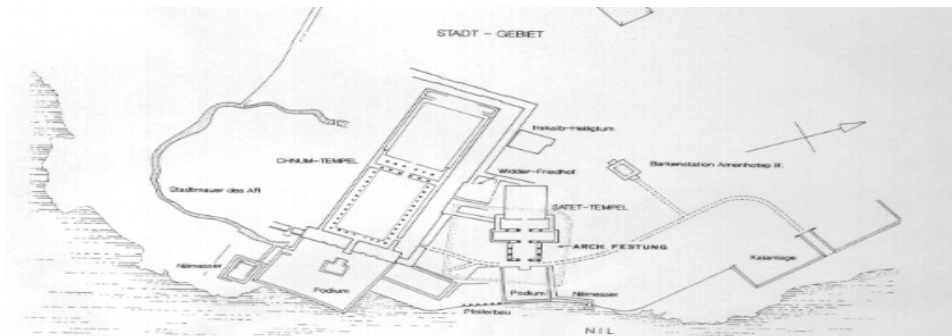 STADT - GEBIET
Hekaib-Heiligtum
CHNUM-TEMPEL
Widder-Friedhof
Barkenstation Amenhoteps III.
Stadtmauer des AR
SATET-TEMPEL
ARCH. FESTUNG
Nilmesser
Kaianlage
Podium
Podium
Nilmesser
Pfeilerbau
NIL